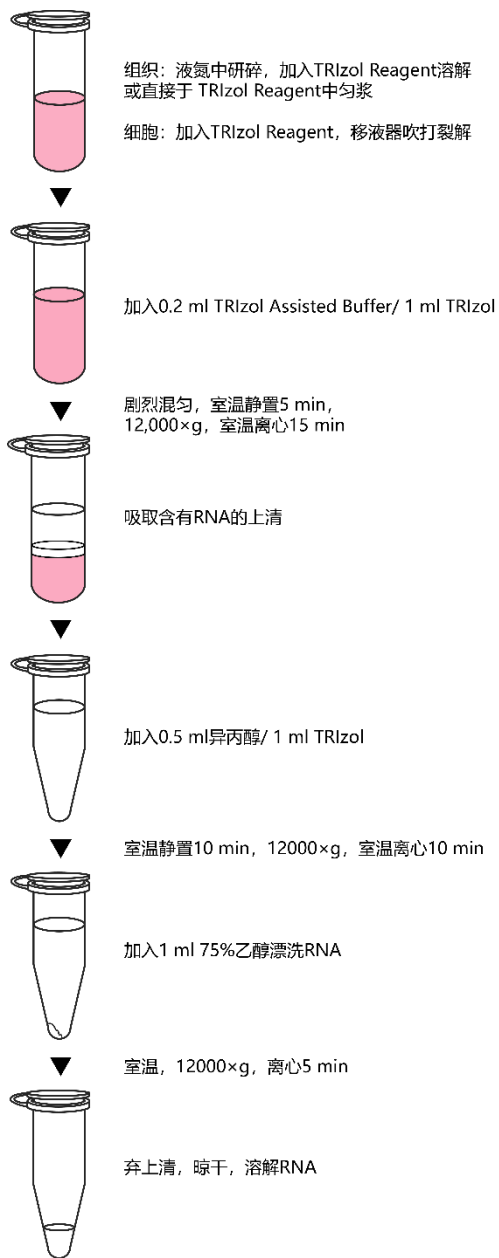 组织：液氮中研碎，加入TRIzol Reagent溶解
或直接于 TRIzol Reagent中匀浆
细胞：加入TRIzol Reagent，移液器吹打裂解
加入0.2 ml TRIzol Assisted Buffer/ 1 ml TRIzol
剧烈混匀，室温静置5 min，
12,000×g，室温离心15 min
吸取含有RNA的上清
加入0.5 ml异丙醇/ 1 ml TRIzol
室温静置10 min，12000×g，室温离心10 min
加入1 ml 75%乙醇漂洗RNA
室温，12000×g，离心5 min
弃上清，晾干，溶解RNA